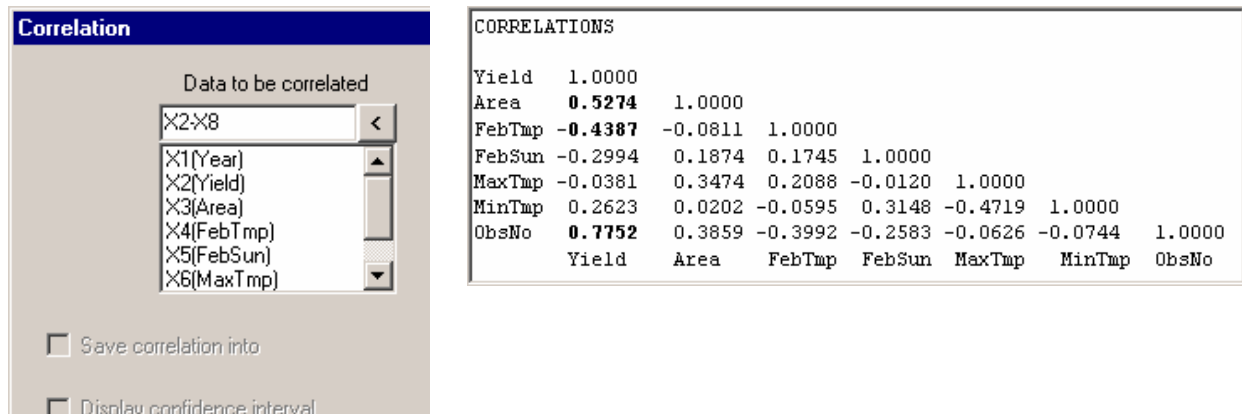 Correlation
Data to be correlated
X2-X8 <
X1(Year)
X2(Yield)
X3(Area)
X4(FebTmp)
X5(FebSun)
X6(MaxTmp)
Save correlation into
Display confidence interval
CORRELATIONS
Yield 1.0000
Area 0.5274 1.0000
FebTmp -0.4387 -0.0811 1.0000
FebSun -0.2994 0.1874 0.1745 1.0000
MaxTmp -0.0381 0.3474 0.2088 -0.0120 1.0000
MinTmp 0.2623 0.0202 -0.0595 0.3148 -0.4719 1.0000
ObsNo 0.7752 0.3859 -0.3992 -0.2583 -0.0626 -0.0744 1.0000
Yield Area FebTmp FebSun MaxTmp MinTmp ObsNo